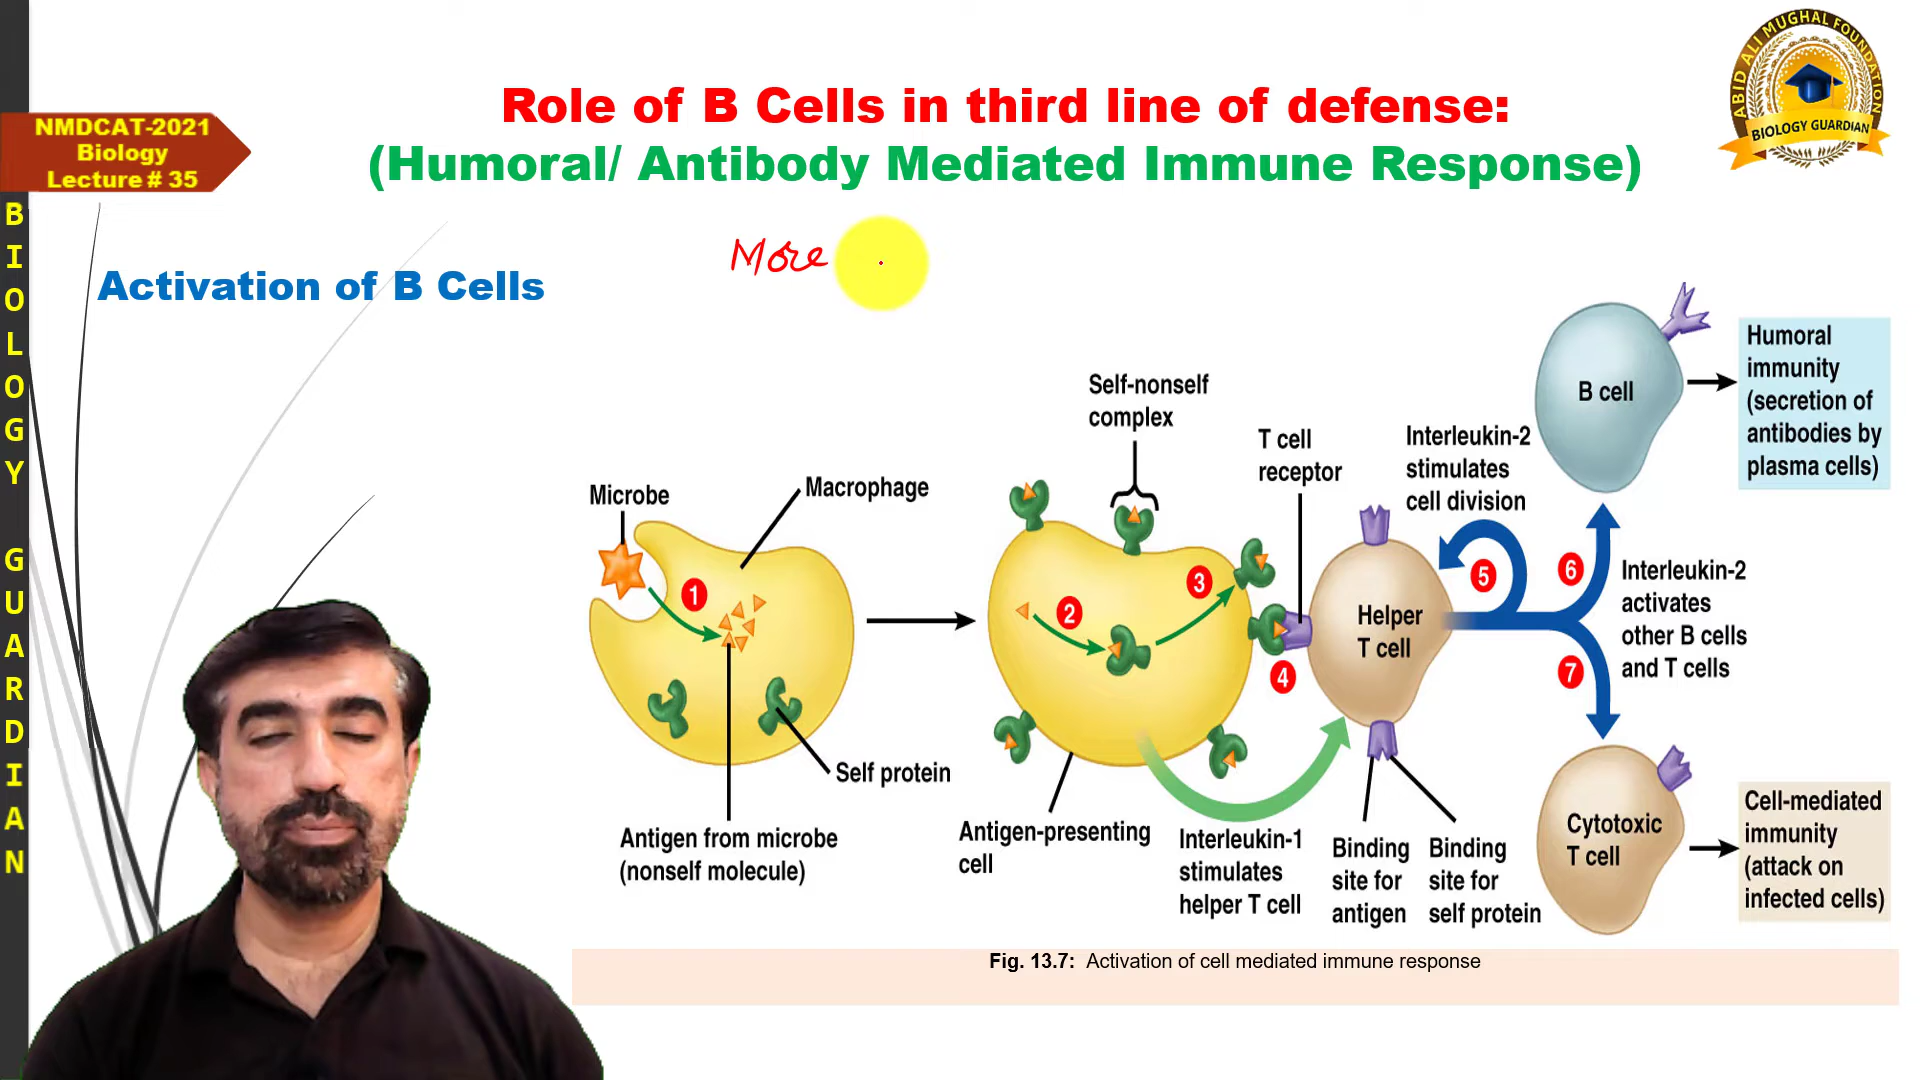 Role of B Cells in third line of defense:
(Humoral/ Antibody Mediated Immune Response)
ABID ALI MUGHAL FOUNDATION
BIOLOGY GUARDIAN
NMDCAT-2021
Biology
Lecture # 35
BIOLOGY GUARDIAN
More
Activation of B Cells
Microbe
Macrophage
1
Self protein
Antigen from microbe
(nonself molecule)
Self-nonself
complex
2
3
4
T cell
receptor
Antigen-presenting
cell
Interleukin-1
stimulates
helper T cell
Helper
T cell
Binding
site for
antigen
Binding
site for
self protein
Interleukin-2
stimulates
cell division
5
6
7
Interleukin-2
activates
other B cells
and T cells
B cell
Humoral
immunity
(secretion of
antibodies by
plasma cells)
Cytotoxic
T cell
Cell-mediated
immunity
(attack on
infected cells)
Fig. 13.7: Activation of cell mediated immune response